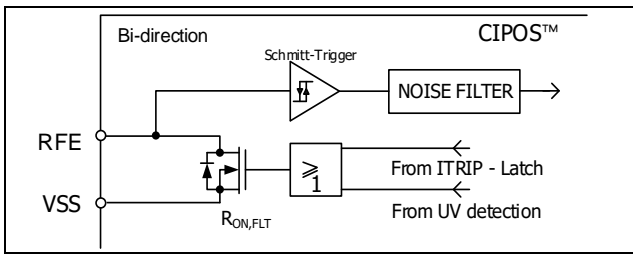 Bi-direction
CIPOS™
Schmitt-Trigger
NOISE FILTER
RFE
≥
1
From ITRIP - Latch
VSS
From UV detection
RON,FLT